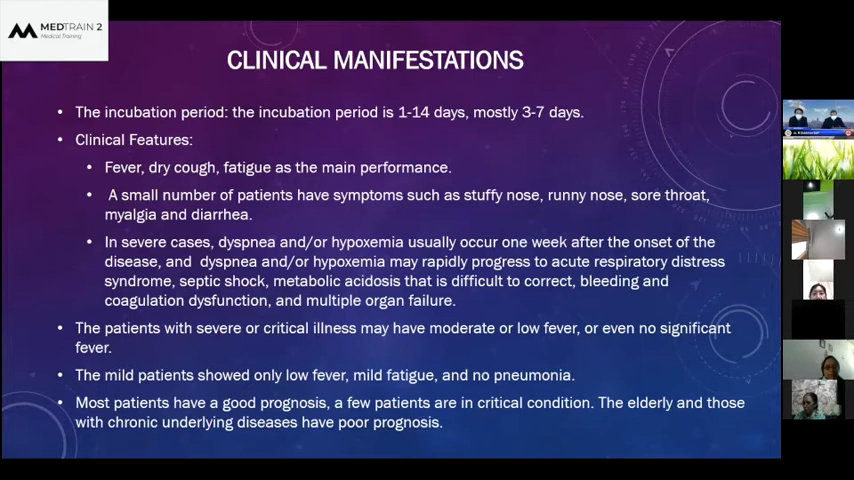 MEDTRAIN 2
Medical Training
CLINICAL MANIFESTATIONS
• The incubation period: the incubation period is 1-14 days, mostly 3-7 days.
• Clinical Features:
• Fever, dry cough, fatigue as the main performance.
• A small number of patients have symptoms such as stuffy nose, runny nose, sore throat,
myalgia and diarrhea.
• In severe cases, dyspnea and/or hypoxemia usually occur one week after the onset of the
disease, and dyspnea and/or hypoxemia may rapidly progress to acute respiratory distress
syndrome, septic shock, metabolic acidosis that is difficult to correct, bleeding and
coagulation dysfunction, and multiple organ failure.
• The patients with severe or critical illness may have moderate or low fever, or even no significant
fever.
• The mild patients showed only low fever, mild fatigue, and no pneumonia.
• Most patients have a good prognosis, a few patients are in critical condition. The elderly and those
with chronic underlying diseases have poor prognosis.